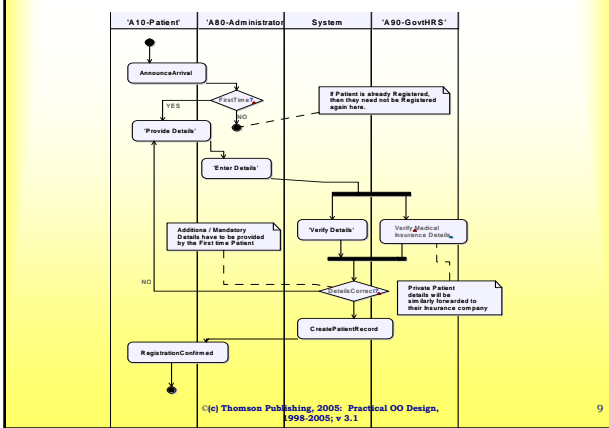 'A10-Patient' 'A80-Administrator System 'A90-GovtHRS'
AnnounceArrival
FirstTime?
YES
NO
If Patient is already Registered,
then they need not be Registered
again here.
'Provide Details'
'Enter Details'
Additiona / Mandatory
Details have to be provided
by the First time Patient
'Verify Details'
Verify Medical
Insurance Details
NO
DetailsCorrect?
Private Patient
details will be
similarly forwarded to
their Insurance company
CreatePatientRecord
RegistrationConfirmed
©(c) Thomson Publishing, 2005: Practical OO Design,
1998-2005; v 3.1
9